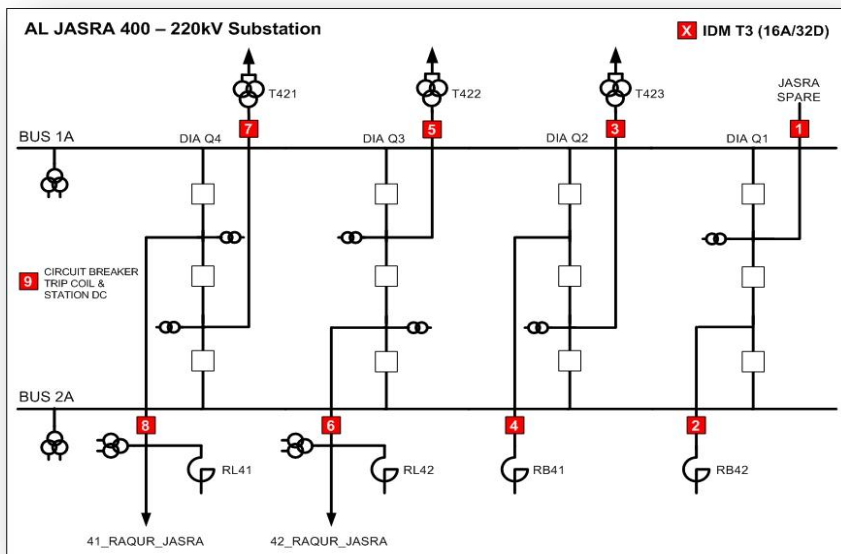 AL JASRA 400 – 220kV Substation
X IDM T3 (16A/32D)
T421
T422
T423
JASRA
SPARE
7
5
3
1
BUS 1A
DIA Q4
DIA Q3
DIA Q2
DIA Q1
9 CIRCUIT BREAKER
TRIP COIL &
STATION DC
BUS 2A
8
6
4
2
RL41
RL42
RB41
RB42
41_RAQUR_JASRA
42_RAQUR_JASRA